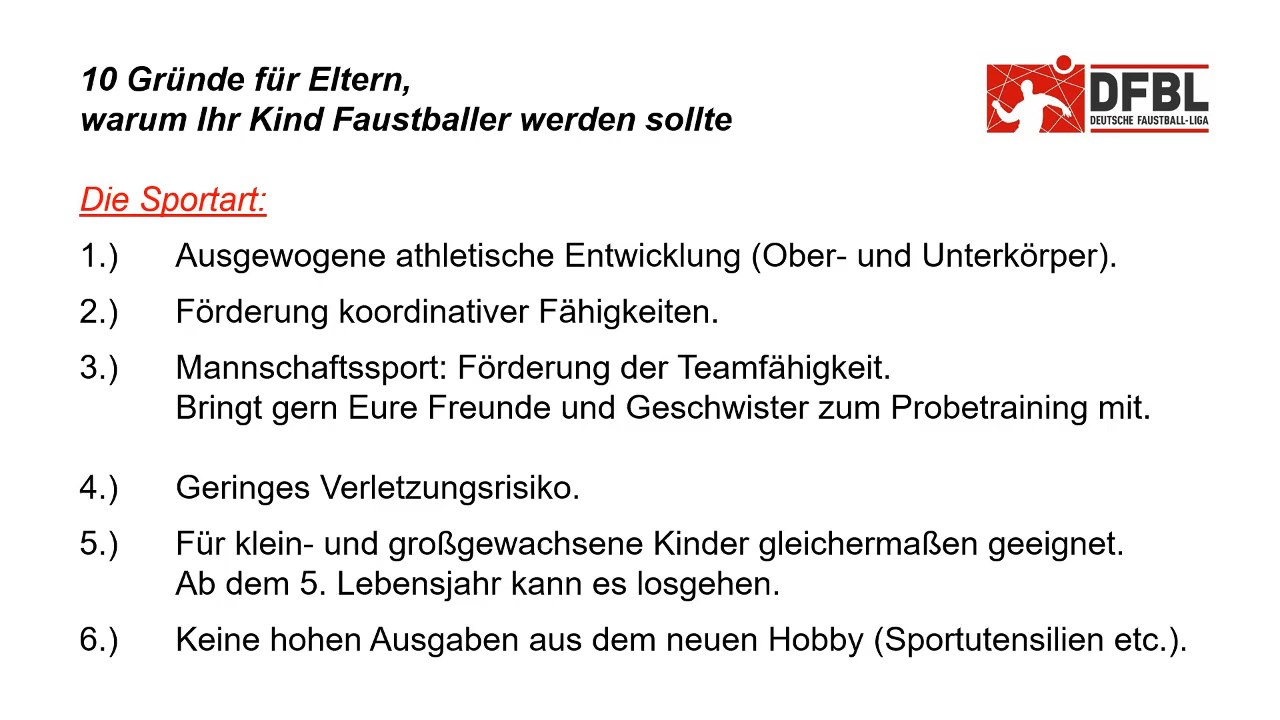 10 Gründe für Eltern,
warum Ihr Kind Faustballer werden sollte
DFBL
DEUTSCHE FAUSTBALL-LIGA
Die Sportart:
1.) Ausgewogene athletische Entwicklung (Ober- und Unterkörper).
2.) Förderung koordinativer Fähigkeiten.
3.) Mannschaftssport: Förderung der Teamfähigkeit.
Bringt gern Eure Freunde und Geschwister zum Probetraining mit.
4.) Geringes Verletzungsrisiko.
5.) Für klein- und großgewachsene Kinder gleichermaßen geeignet.
Ab dem 5. Lebensjahr kann es losgehen.
6.) Keine hohen Ausgaben aus dem neuen Hobby (Sportutensilien etc.).